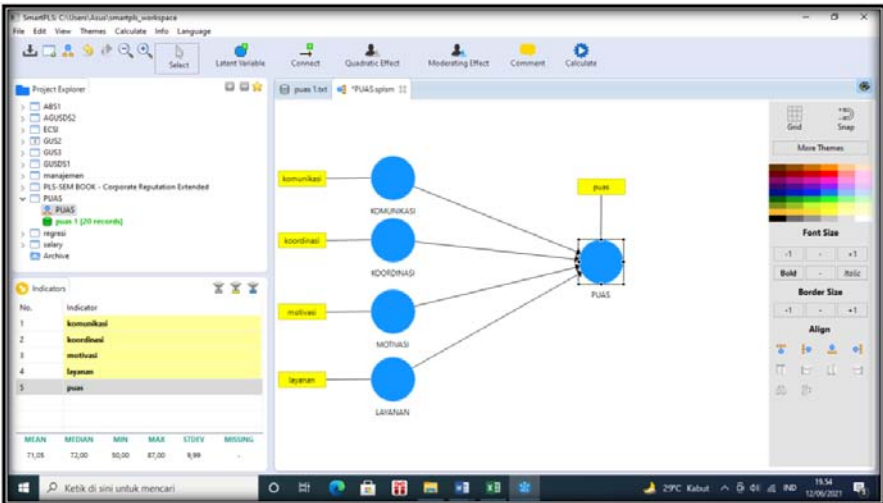 SmartPLS: C:\Users\Asus\smartpls_workspace
File Edit View Themes Calculate Info Language
Select
Latent Variable
Connect
Quadratic Effect
Moderating Effect
Comment
Calculate
Project Explorer
ABS1
AGUSDS2
ECSI
GUS2
GUS3
GUSDS1
manajemen
PLS-SEM BOOK - Corporate Reputation Extended
PUAS
PUAS
puas 1 [20 records]
regresi
salery
Archive
Indicators
No. Indicator
1 komunikasi
2 koordinasi
3 motivasi
4 layanan
5 puas
MEAN MEDIAN MIN MAX STDEV MISSING
71,05 72,00 50,00 87,00 9,99 -
puas 1.txt
*PUAS.splsm
komunikasi
KOMUNIKASI
koordinasi
KOORDINASI
motivasi
MOTIVASI
layanan
LAYANAN
puas
PUAS
Grid
Snap
More Themes
Font Size
-1 - +1
Bold - Italic
Border Size
-1 - +1
Align
Ketik di sini untuk mencari
29°C Kabut
IND
19.54
12/06/2021